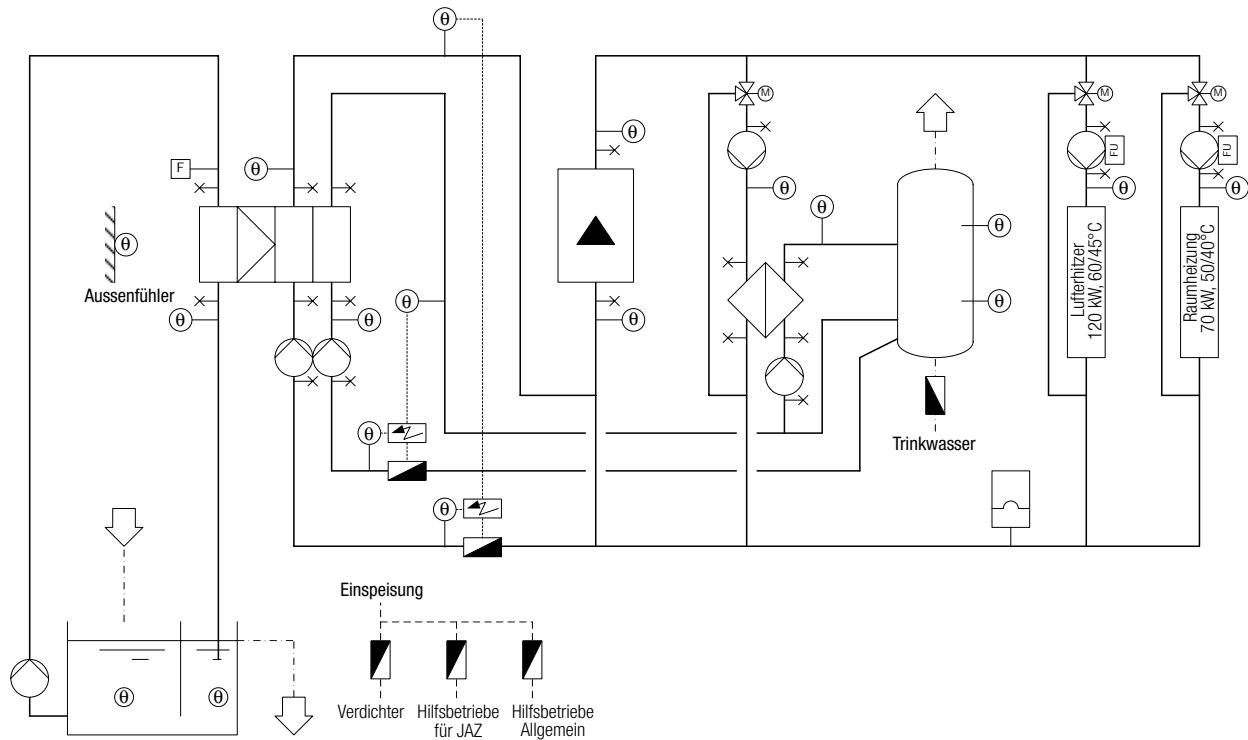 θ
M
M
M
θ
F
θ
FU
FU
θ
θ
θ
θ
θ
θ
θ
Aussenfühler
Lufterhitzer
120 kW, 60/45°C
Raumheizung
70 kW, 50/40°C
θ
θ
θ
θ
θ
θ
Trinkwasser
θ
Einspeisung
θ
θ
Verdichter
Hilfsbetriebe
für JAZ
Hilfsbetriebe
Allgemein